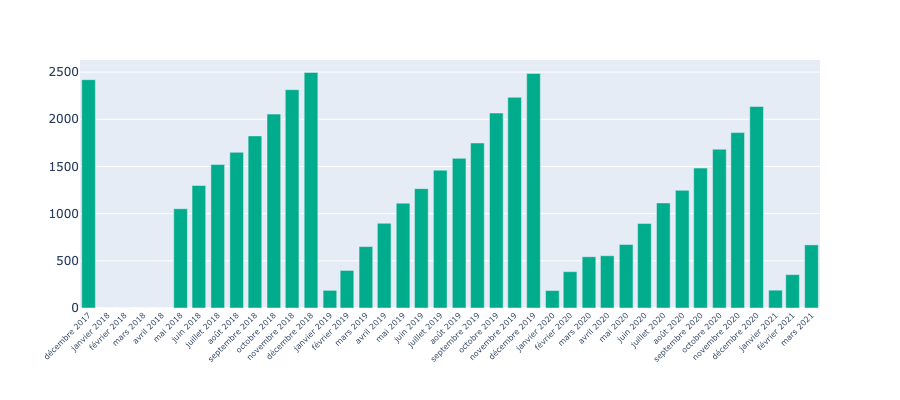 2500
2000
1500
1000
500
0
décembre 2017
janvier 2018
février 2018
mars 2018
avril 2018
mai 2018
juin 2018
juillet 2018
août 2018
septembre 2018
octobre 2018
novembre 2018
décembre 2018
janvier 2019
février 2019
mars 2019
avril 2019
mai 2019
juin 2019
juillet 2019
août 2019
septembre 2019
octobre 2019
novembre 2019
décembre 2019
janvier 2020
février 2020
mars 2020
avril 2020
mai 2020
juin 2020
juillet 2020
août 2020
septembre 2020
octobre 2020
novembre 2020
décembre 2020
janvier 2021
février 2021
mars 2021